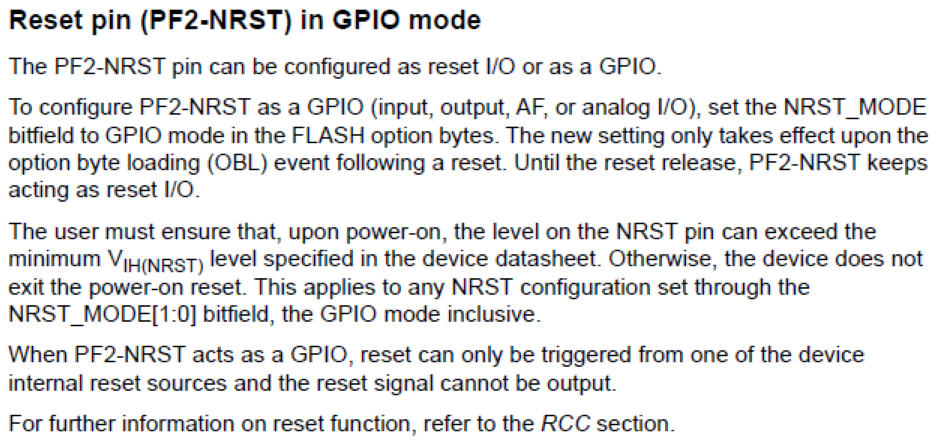 Reset pin (PF2-NRST) in GPIO mode
The PF2-NRST pin can be configured as reset I/O or as a GPIO.
To configure PF2-NRST as a GPIO (input, output, AF, or analog I/O), set the NRST_MODE
bitfield to GPIO mode in the FLASH option bytes. The new setting only takes effect upon the
option byte loading (OBL) event following a reset. Until the reset release, PF2-NRST keeps
acting as reset I/O.
The user must ensure that, upon power-on, the level on the NRST pin can exceed the
minimum VIH(NRST) level specified in the device datasheet. Otherwise, the device does not
exit the power-on reset. This applies to any NRST configuration set through the
NRST_MODE[1:0] bitfield, the GPIO mode inclusive.
When PF2-NRST acts as a GPIO, reset can only be triggered from one of the device
internal reset sources and the reset signal cannot be output.
For further information on reset function, refer to the RCC section.